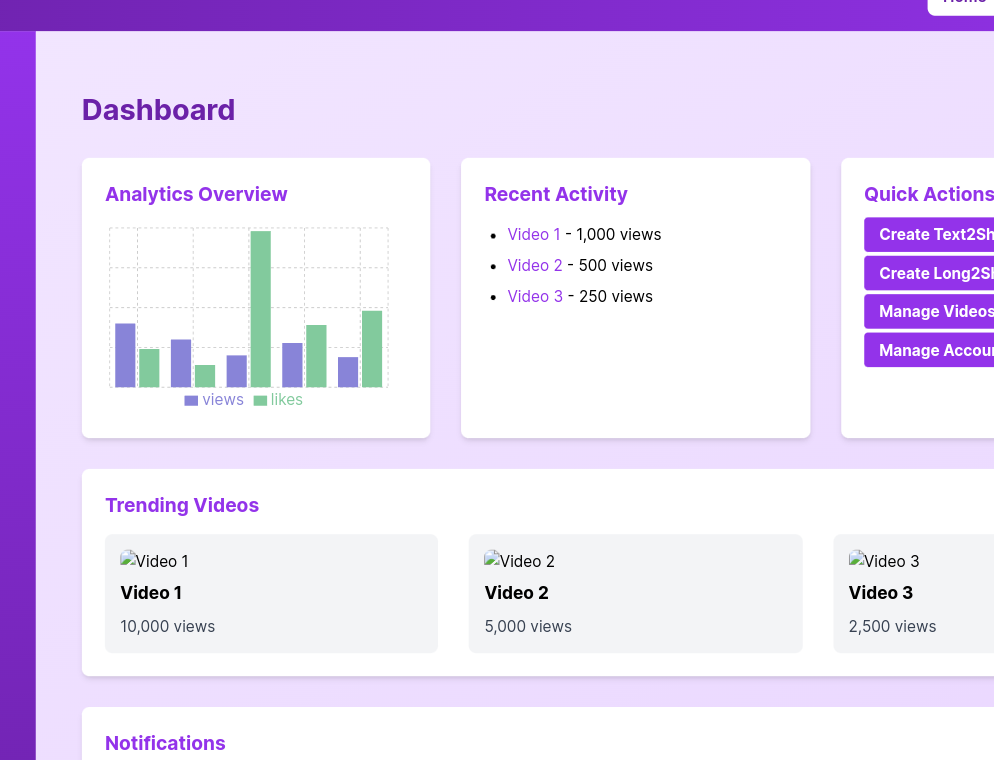 Home
Dashboard
Analytics Overview
views likes
Recent Activity
• Video 1 - 1,000 views
• Video 2 - 500 views
• Video 3 - 250 views
Quick Actions
Create Text2Sh
Create Long2Sh
Manage Videos
Manage Accoun
Trending Videos
Video 1
Video 1
10,000 views
Video 2
Video 2
5,000 views
Video 3
Video 3
2,500 views
Notifications